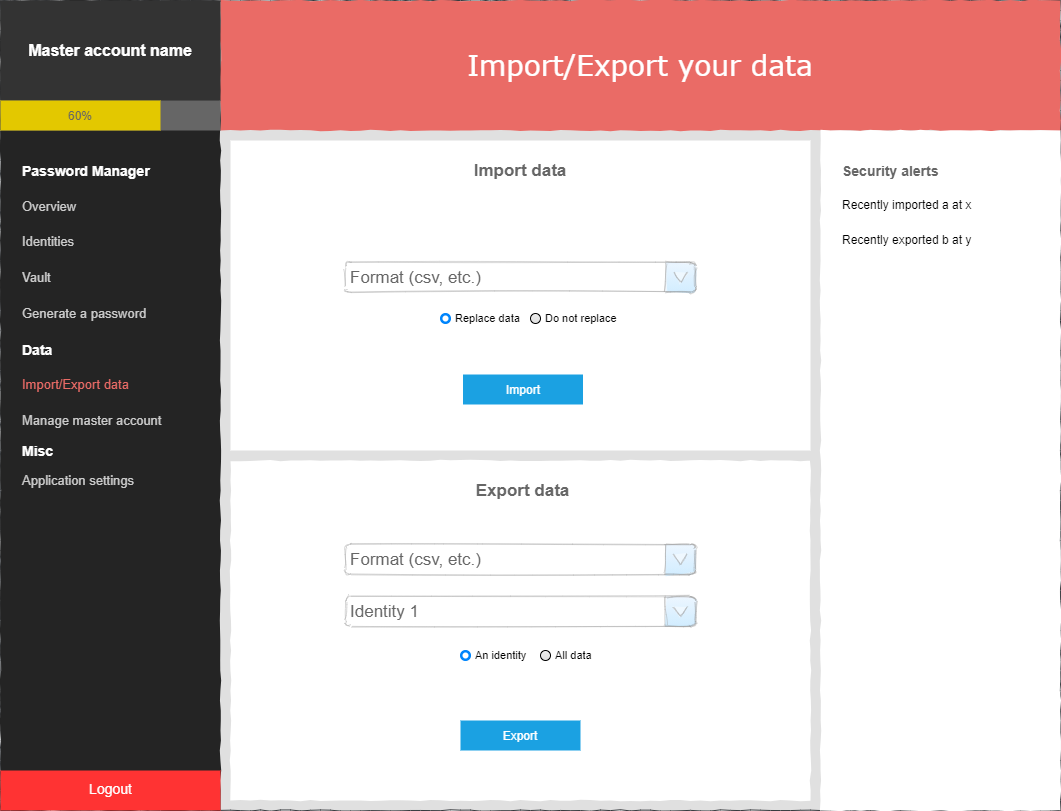 Master account name
60%
Password Manager
Overview
Identities
Vault
Generate a password
Data
Import/Export data
Manage master account
Misc
Application settings
Logout
Import/Export your data
Import data
Format (csv, etc.)
Replace data Do not replace
Import
Export data
Format (csv, etc.)
Identity 1
An identity All data
Export
Security alerts
Recently imported a at x
Recently exported b at y